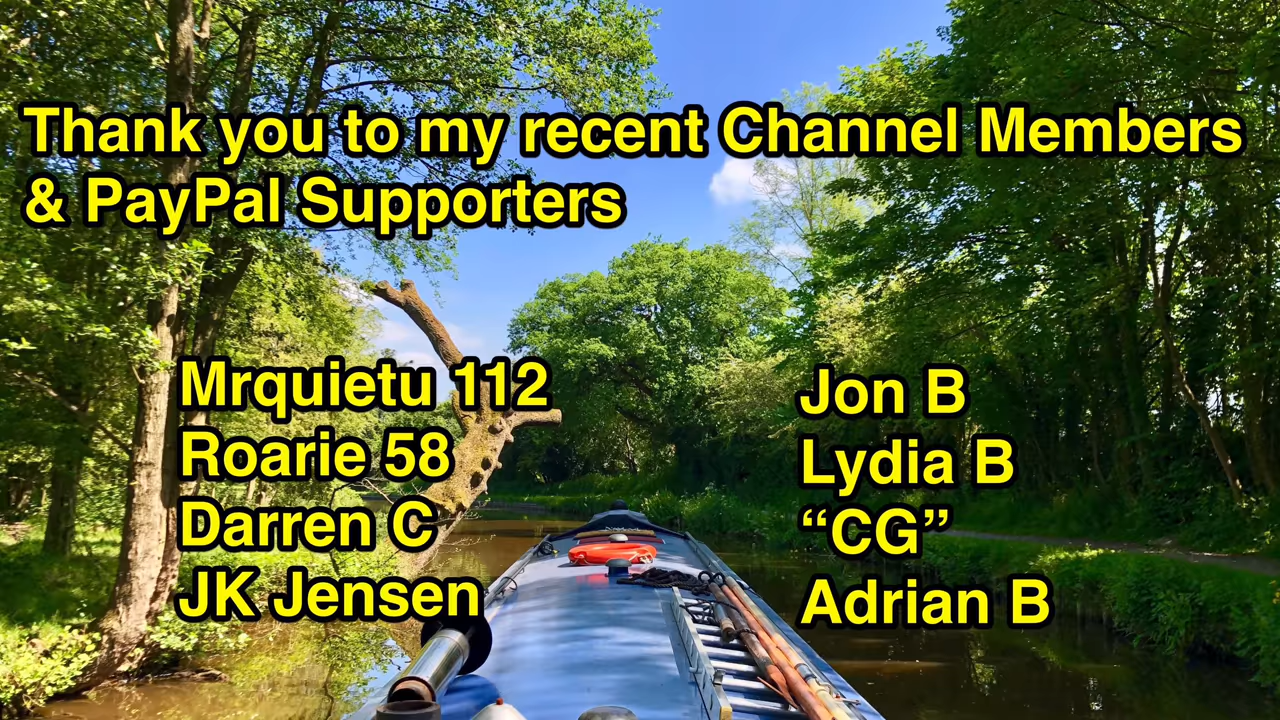 Thank you to my recent Channel Members
& PayPal Supporters
Mrquietu 112
Roarie 58
Darren C
JK Jensen
Jon B
Lydia B
“CG”
Adrian B